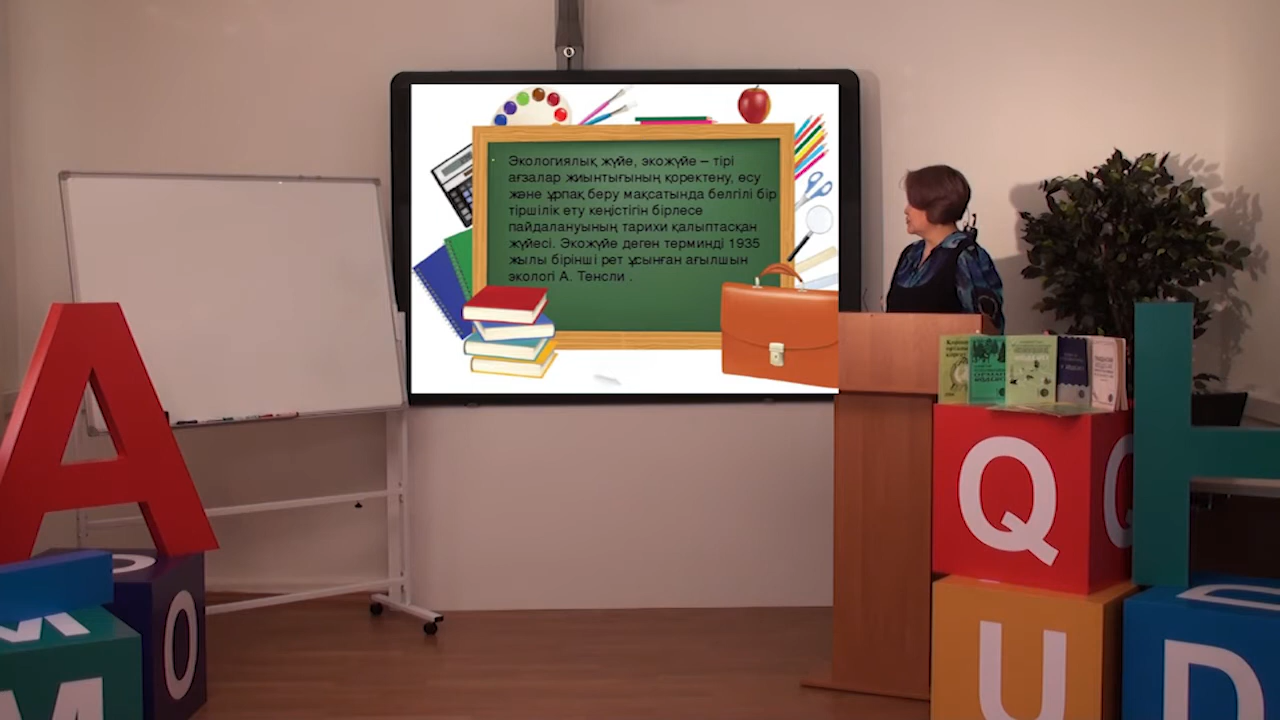 Экологиялық жүйе, экожүйе – тірі
ағзалар жиынтығының қоректену, өсу
және ұрпақ беру мақсатында белгілі бір
тіршілік ету кеңістігін бірлесе
пайдалануының тарихи қалыптасқан
жүйесі. Экожүйе деген терминді 1935
жылы бірінші рет ұсынған ағылшын
экологі А. Тенсли .
A
O
M
Q
U
D